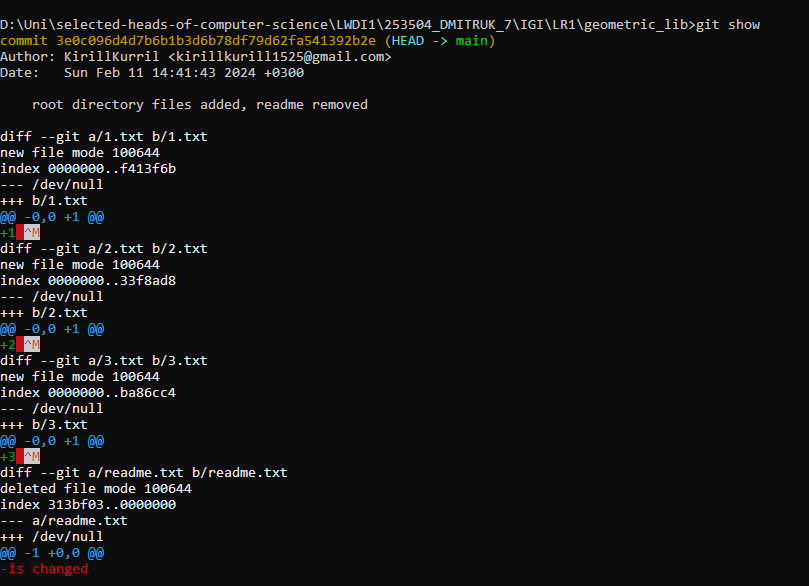 D:\Uni\selected-heads-of-computer-science\LWDI1\253504_DMITRUK_7\IGI\LR1\geometric_lib>git show
commit 3e0c096d4d7b6b1b3d6b78df79d62fa541392b2e (HEAD -> main)
Author: KirillKurril <kirillkurill1525@gmail.com>
Date:   Sun Feb 11 14:41:43 2024 +0300
    root directory files added, readme removed
diff --git a/1.txt b/1.txt
new file mode 100644
index 0000000..f413f6b
--- /dev/null
+++ b/1.txt
@@ -0,0 +1 @@
+1 ^M
diff --git a/2.txt b/2.txt
new file mode 100644
index 0000000..33f8ad8
--- /dev/null
+++ b/2.txt
@@ -0,0 +1 @@
+2 ^M
diff --git a/3.txt b/3.txt
new file mode 100644
index 0000000..ba86cc4
--- /dev/null
+++ b/3.txt
@@ -0,0 +1 @@
+3 ^M
diff --git a/readme.txt b/readme.txt
deleted file mode 100644
index 313bf03..0000000
--- a/readme.txt
+++ /dev/null
@@ -1 +0,0 @@
-is changed